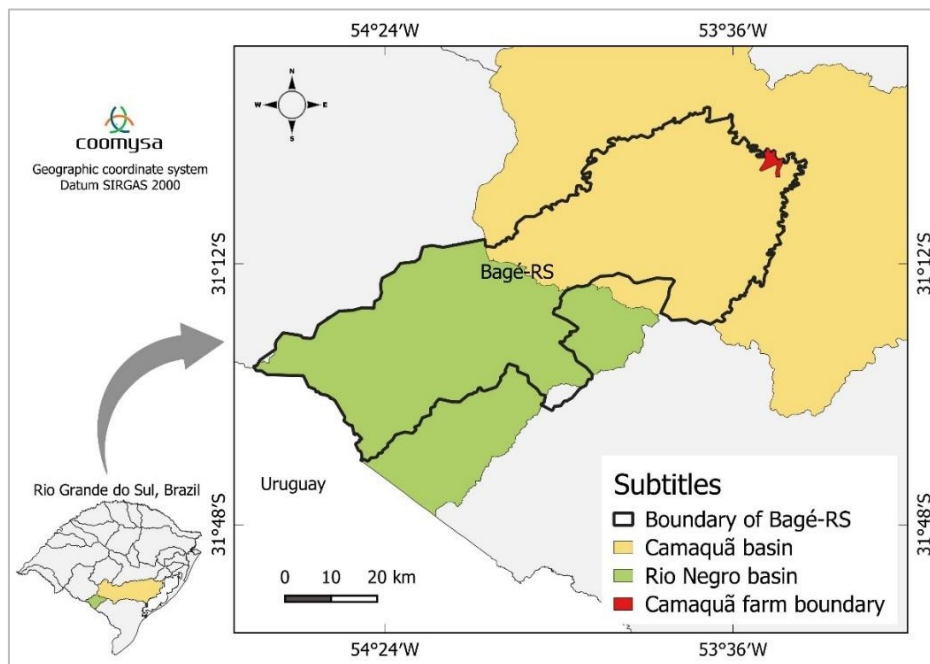 54°24'W
53°36'W
N
W
E
S
coomysa
Geographic coordinate system
Datum SIRGAS 2000
31°12'S
31°12'S
Bagé-RS
Rio Grande do Sul, Brazil
Uruguay
Subtitles
Boundary of Bagé-RS
Camaquã basin
Rio Negro basin
Camaquã farm boundary
31°48'S
31°48'S
0 10 20 km
54°24'W
53°36'W